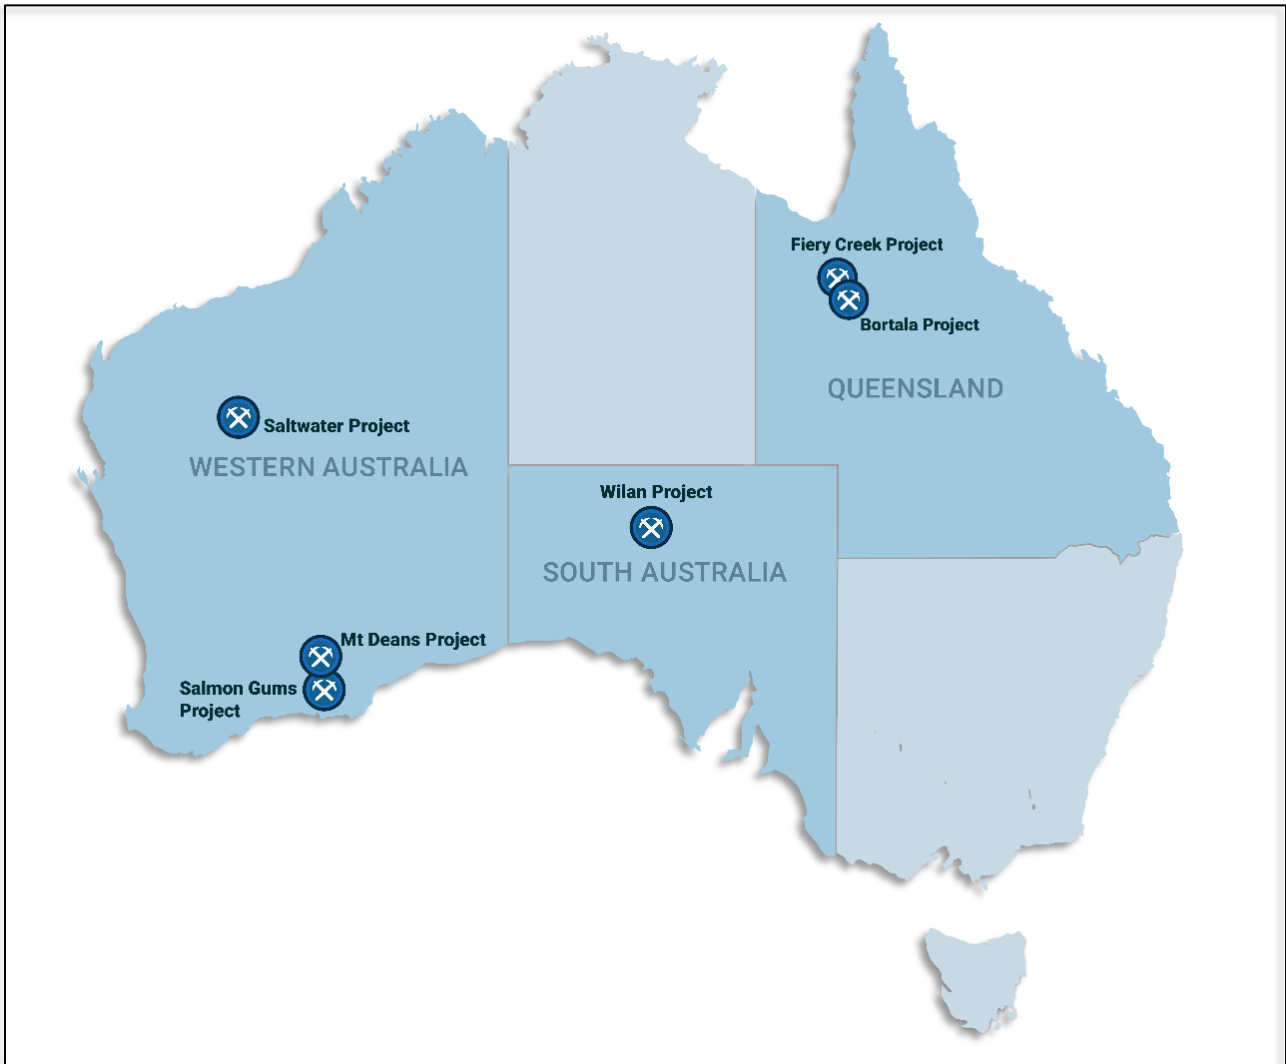 Fiery Creek Project
Bortala Project
QUEENSLAND
Saltwater Project
WESTERN AUSTRALIA
Wilan Project
SOUTH AUSTRALIA
Mt Deans Project
Salmon Gums
Project